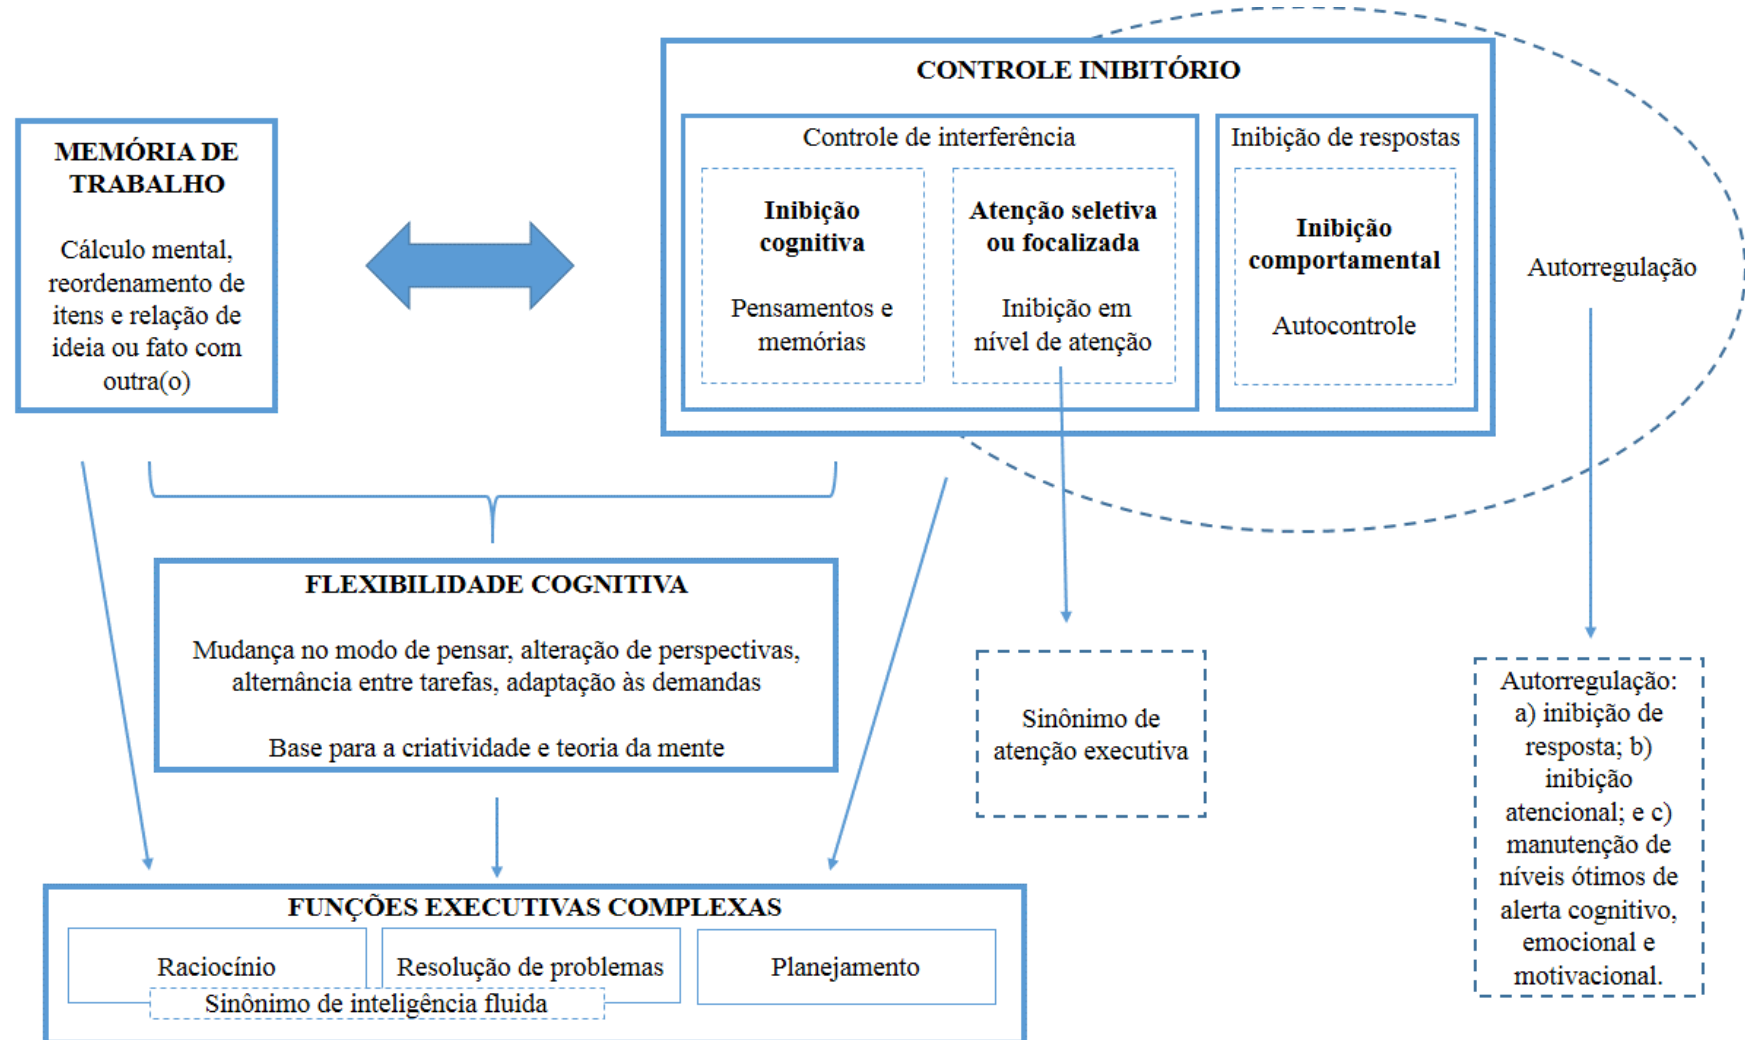 CONTROLE INIBITÓRIO
MEMÓRIA DE
TRABALHO
Cálculo mental,
reordenamento de
itens e relação de
ideia ou fato com
outra(o)
Controle de interferência
Inibição
cognitiva
Pensamentos e
memórias
Atenção seletiva
ou focalizada
Inibição em
nível de atenção
Inibição de respostas
Inibição
comportamental
Autocontrole
Autorregulação
FLEXIBILIDADE COGNITIVA
Mudança no modo de pensar, alteração de perspectivas,
alternância entre tarefas, adaptação às demandas
Base para a criatividade e teoria da mente
Sinônimo de
atenção executiva
Autorregulação:
a) inibição de
resposta; b)
inibição
atencional; e c)
manutenção de
níveis ótimos de
alerta cognitivo,
emocional e
motivacional.
FUNÇÕES EXECUTIVAS COMPLEXAS
Raciocínio
Resolução de problemas
Planejamento
Sinônimo de inteligência fluida